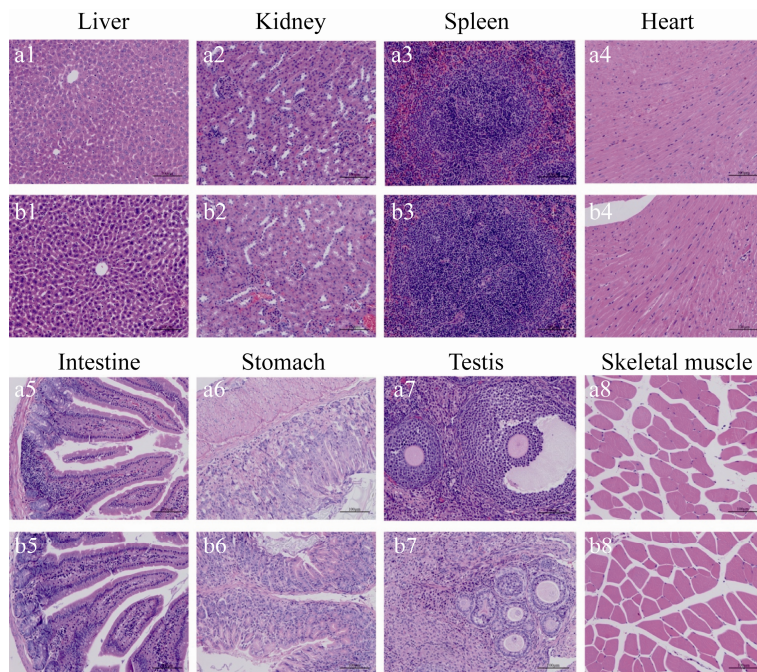 Liver Kidney Spleen Heart
a1 a2 a3 a4
b1 b2 b3 b4
Intestine Stomach Testis Skeletal muscle
a5 a6 a7 a8
b5 b6 b7 b8